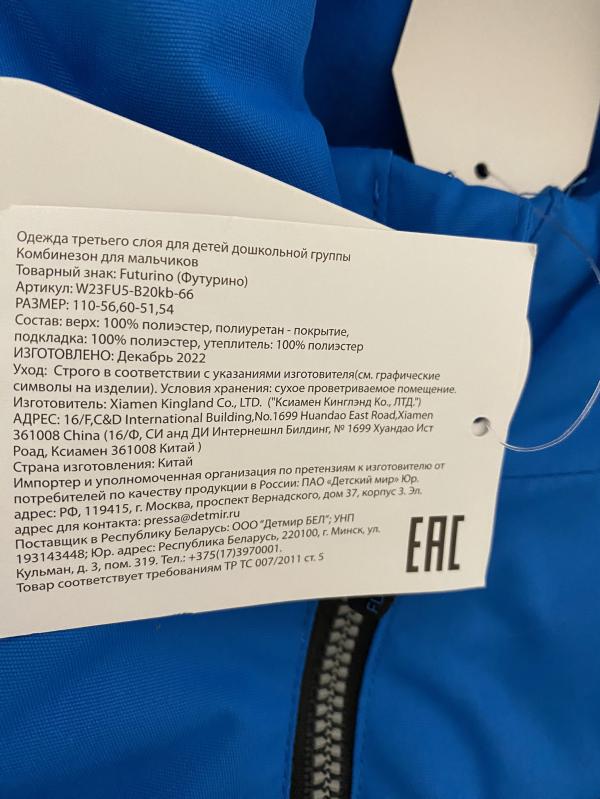 Одежда третьего слоя для детей дошкольной группы
Комбинезон для мальчиков
Товарный знак: Futurino (Футурино)
Артикул: W23FU5-B20kb-66
РАЗМЕР: 110-56,60-51,54
Состав: верх: 100% полиэстер, полиуретан - покрытие,
подкладка: 100% полиэстер, утеплитель: 100% полиэстер
ИЗГОТОВЛЕНО: Декабрь 2022
Уход: Строго в соответствии с указаниями изготовителя(см. графические
символы на изделии). Условия хранения: сухое проветриваемое помещение.
Изготовитель: Xiamen Kingland Co., LTD. ("Ксиамен Кинглэнд Ко., ЛТД.")
АДРЕС: 16/F,C&D International Building,No.1699 Huandao East Road,Xiamen
361008 China (16/Ф, СИ анд ДИ Интернешнл Билдинг, № 1699 Хуандао Ист
Роад, Ксиамен 361008 Китай )
Страна изготовления: Китай
Импортер и уполномоченная организация по претензиям к изготовителю от
потребителей по качеству продукции в России: ПАО «Детский мир» Юр.
адрес: РФ, 119415, г. Москва, проспект Вернадского, дом 37, корпус 3. Эл.
адрес для контакта: pressa@detmir.ru
Поставщик в Республику Беларусь: ООО "Детмир БЕЛ"; УНП
193143448; Юр. адрес: Республика Беларусь, 220100, г. Минск, ул.
Кульман, д. 3, пом. 319. Тел.: +375(17)3970001.
Товар соответствует требованиям ТР ТС 007/2011 ст. 5
EAC